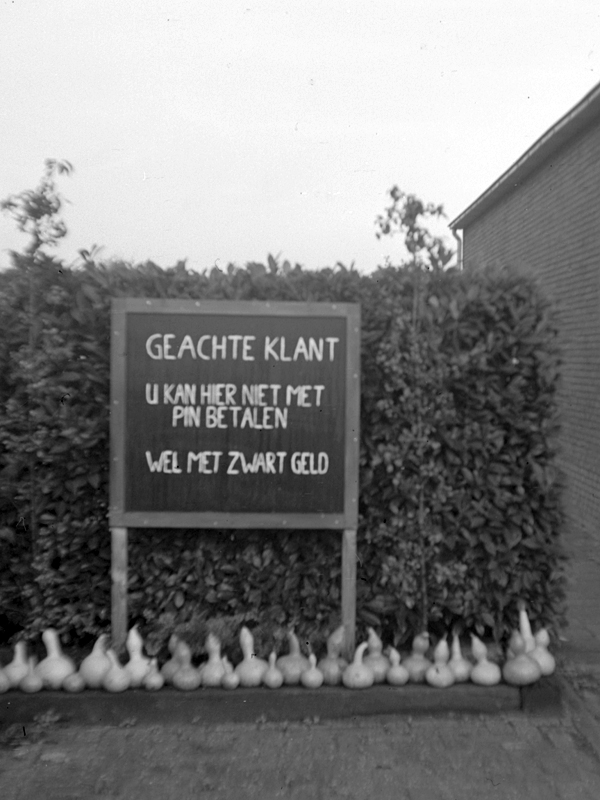 GEACHTE KLANT
U KAN HIER NIET MET
PIN BETALEN
WEL MET ZWART GELD